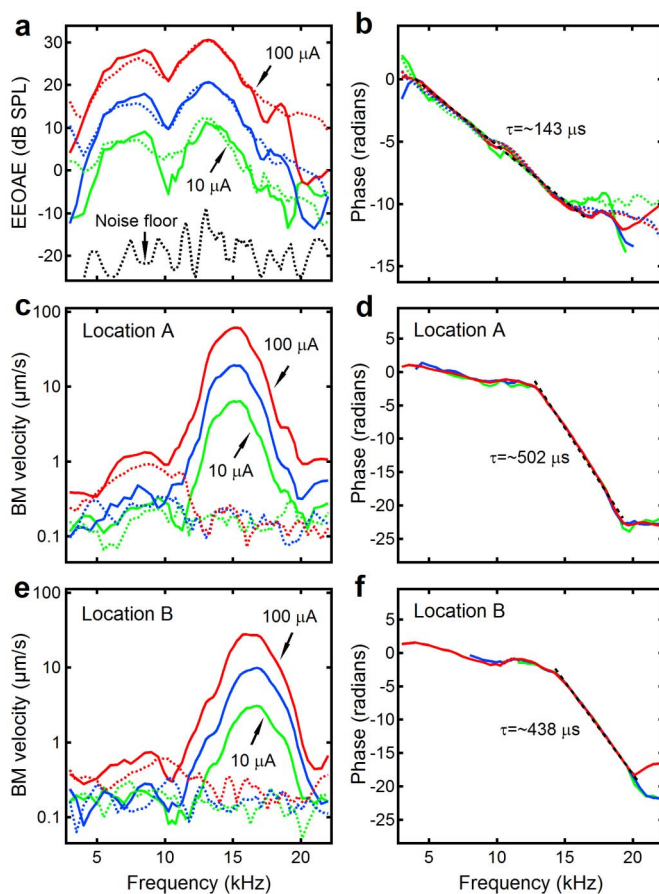 a
b
30
20
10
0
-10
-20
EEOAE (dB SPL)
100 µA
10 µA
Noise floor
0
-5
-10
-15
Phase (radians)
τ=~143 µs
5
10
15
20
c
d
Location A
100
10
1
0.1
BM velocity (µm/s)
100 µA
10 µA
Location A
0
-5
-10
-15
-20
-25
Phase (radians)
τ=~502 µs
e
f
Location B
100
10
1
0.1
BM velocity (µm/s)
100 µA
10 µA
5
10
15
20
Frequency (kHz)
Location B
0
-5
-10
-15
-20
Phase (radians)
τ=~438 µs
5
10
15
20
Frequency (kHz)